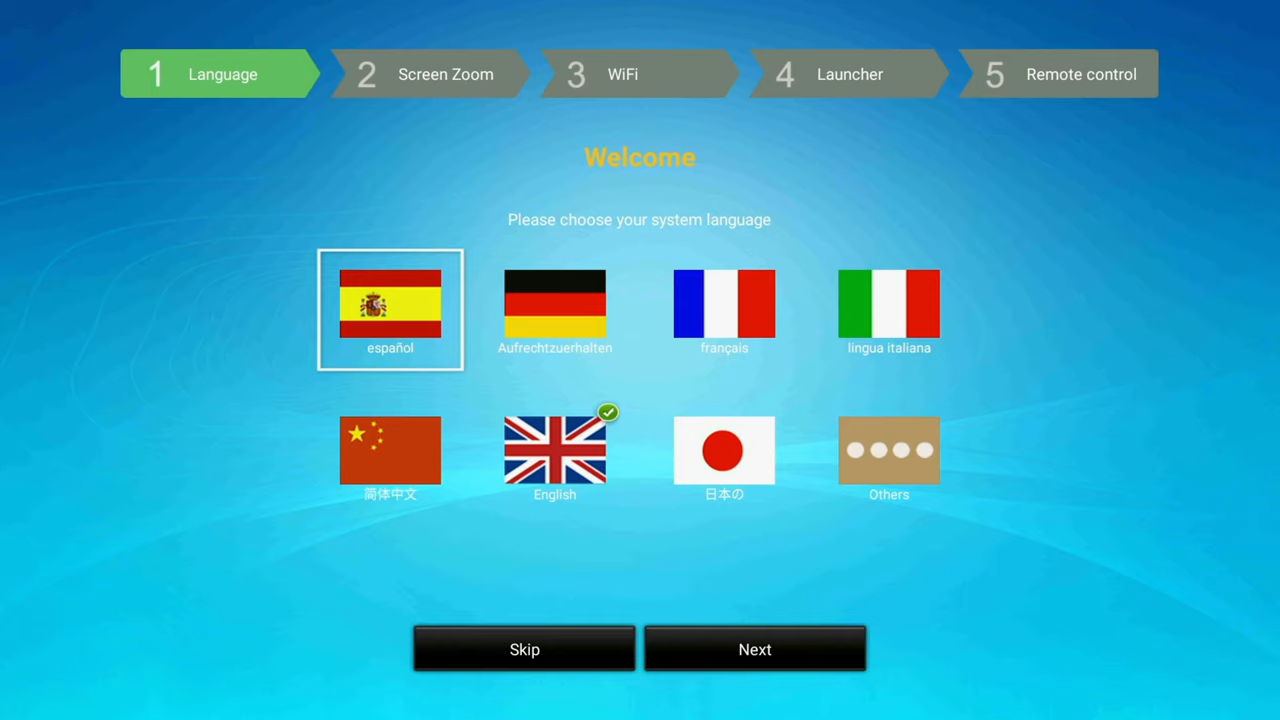 1 Language
2 Screen Zoom
3 WiFi
4 Launcher
5 Remote control
Welcome
Please choose your system language
español
Aufrechtzuerhalten
français
lingua italiana
简体中文
English
日本の
Others
Skip
Next